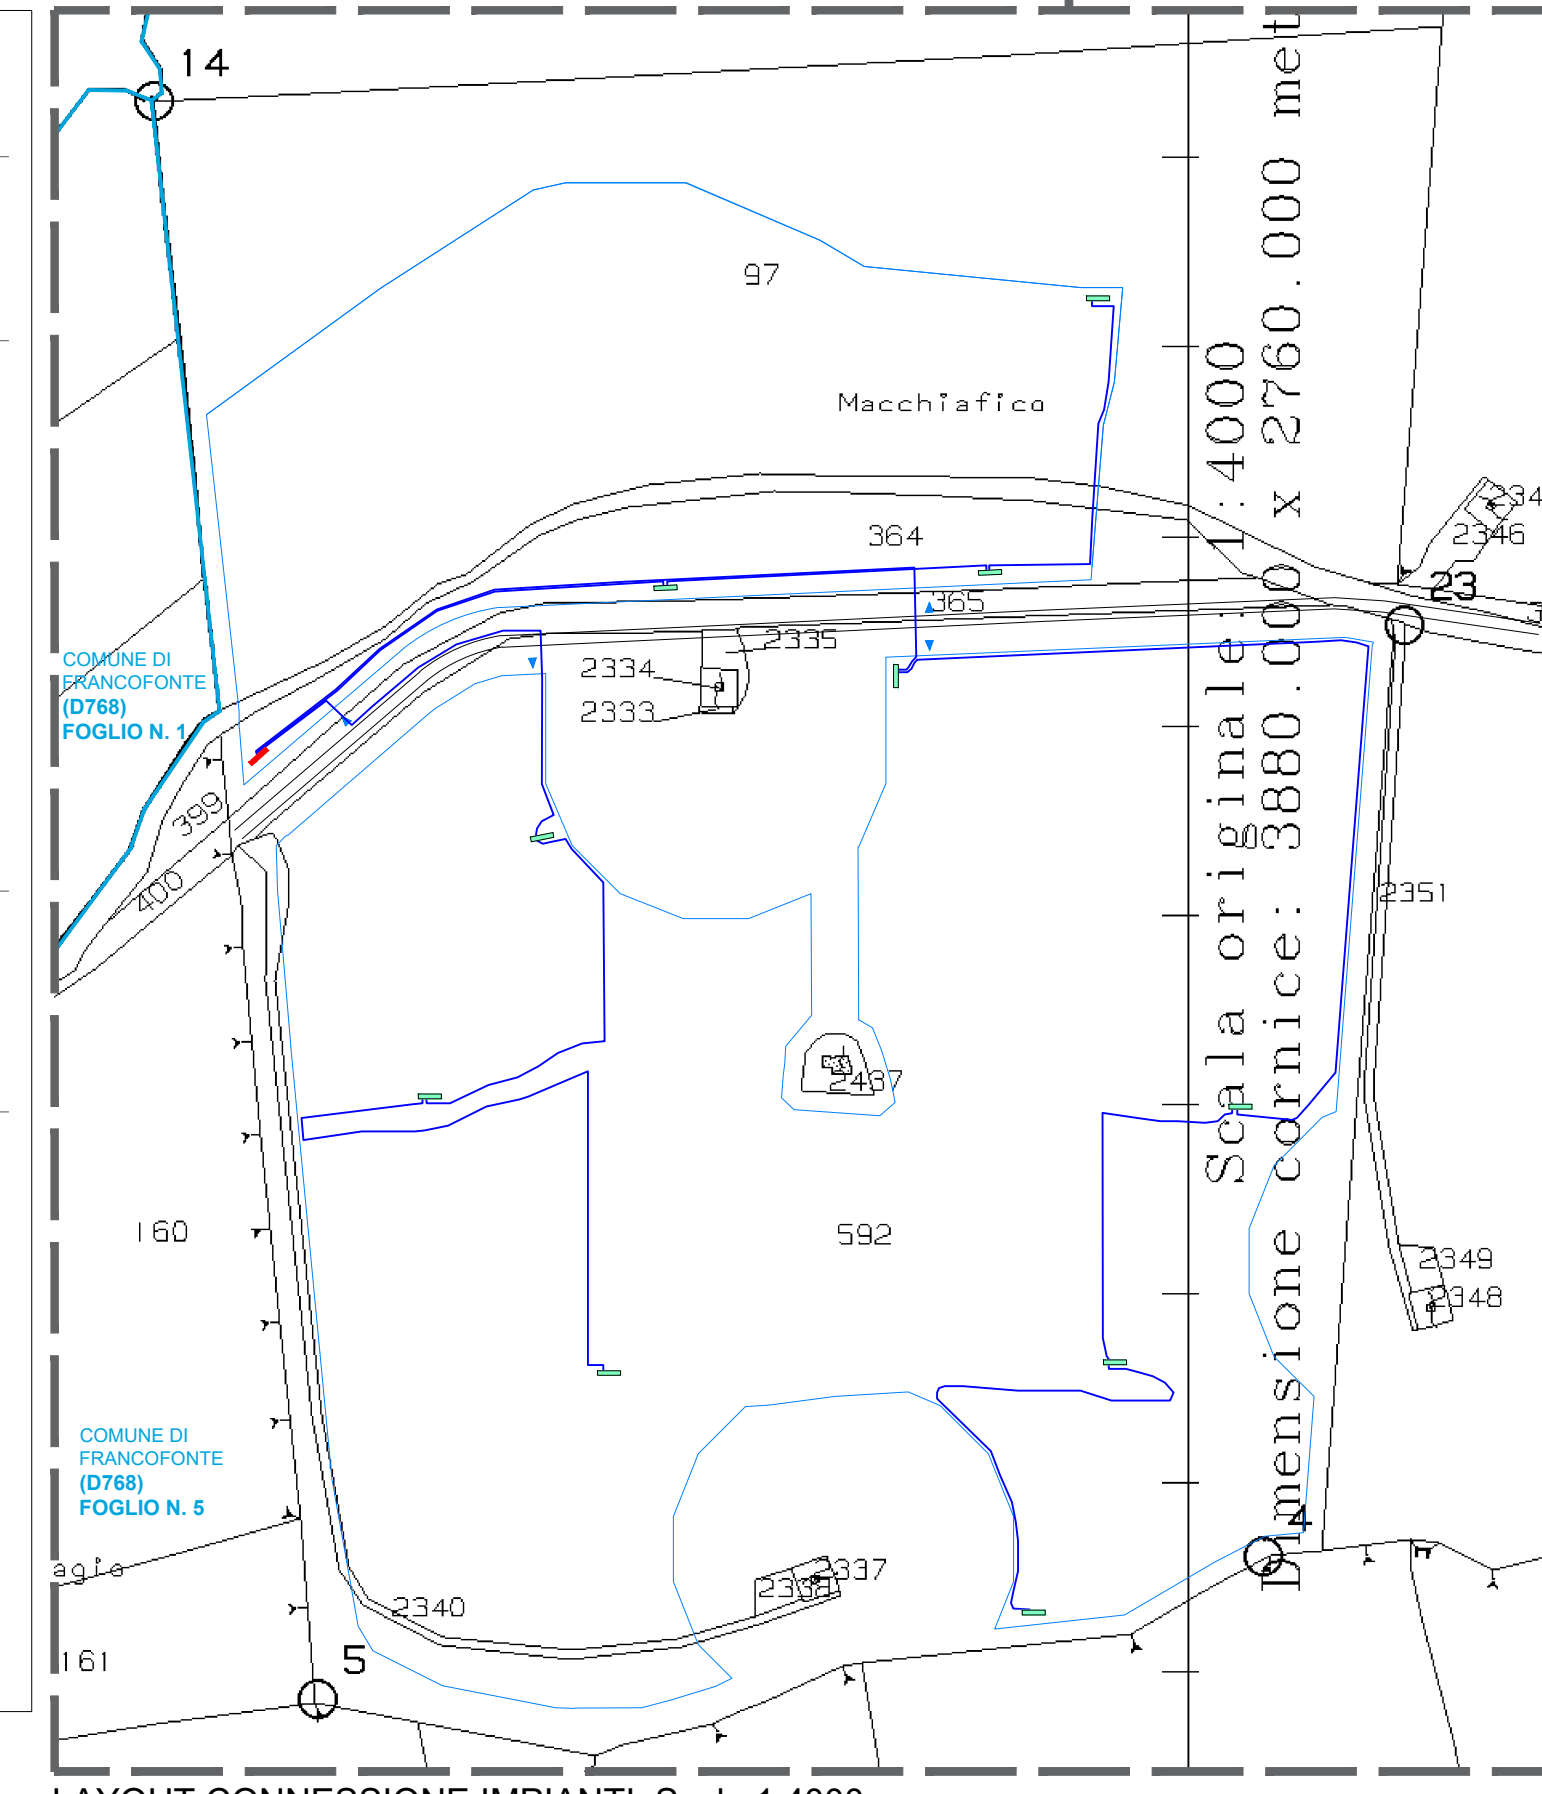 14
97
Macchiafica
364
365
23
2346
2335
2334
2333
COMUNE DI
FRANCOFONTE
(D768)
FOGLIO N. 1
399
400
2351
2437
160
592
2349
2348
COMUNE DI
FRANCOFONTE
(D768)
FOGLIO N. 5
4
2337
2340
161
5
Scala originale: 1:4000
Dimensione cornice: 3880.000 x 2760.000 met